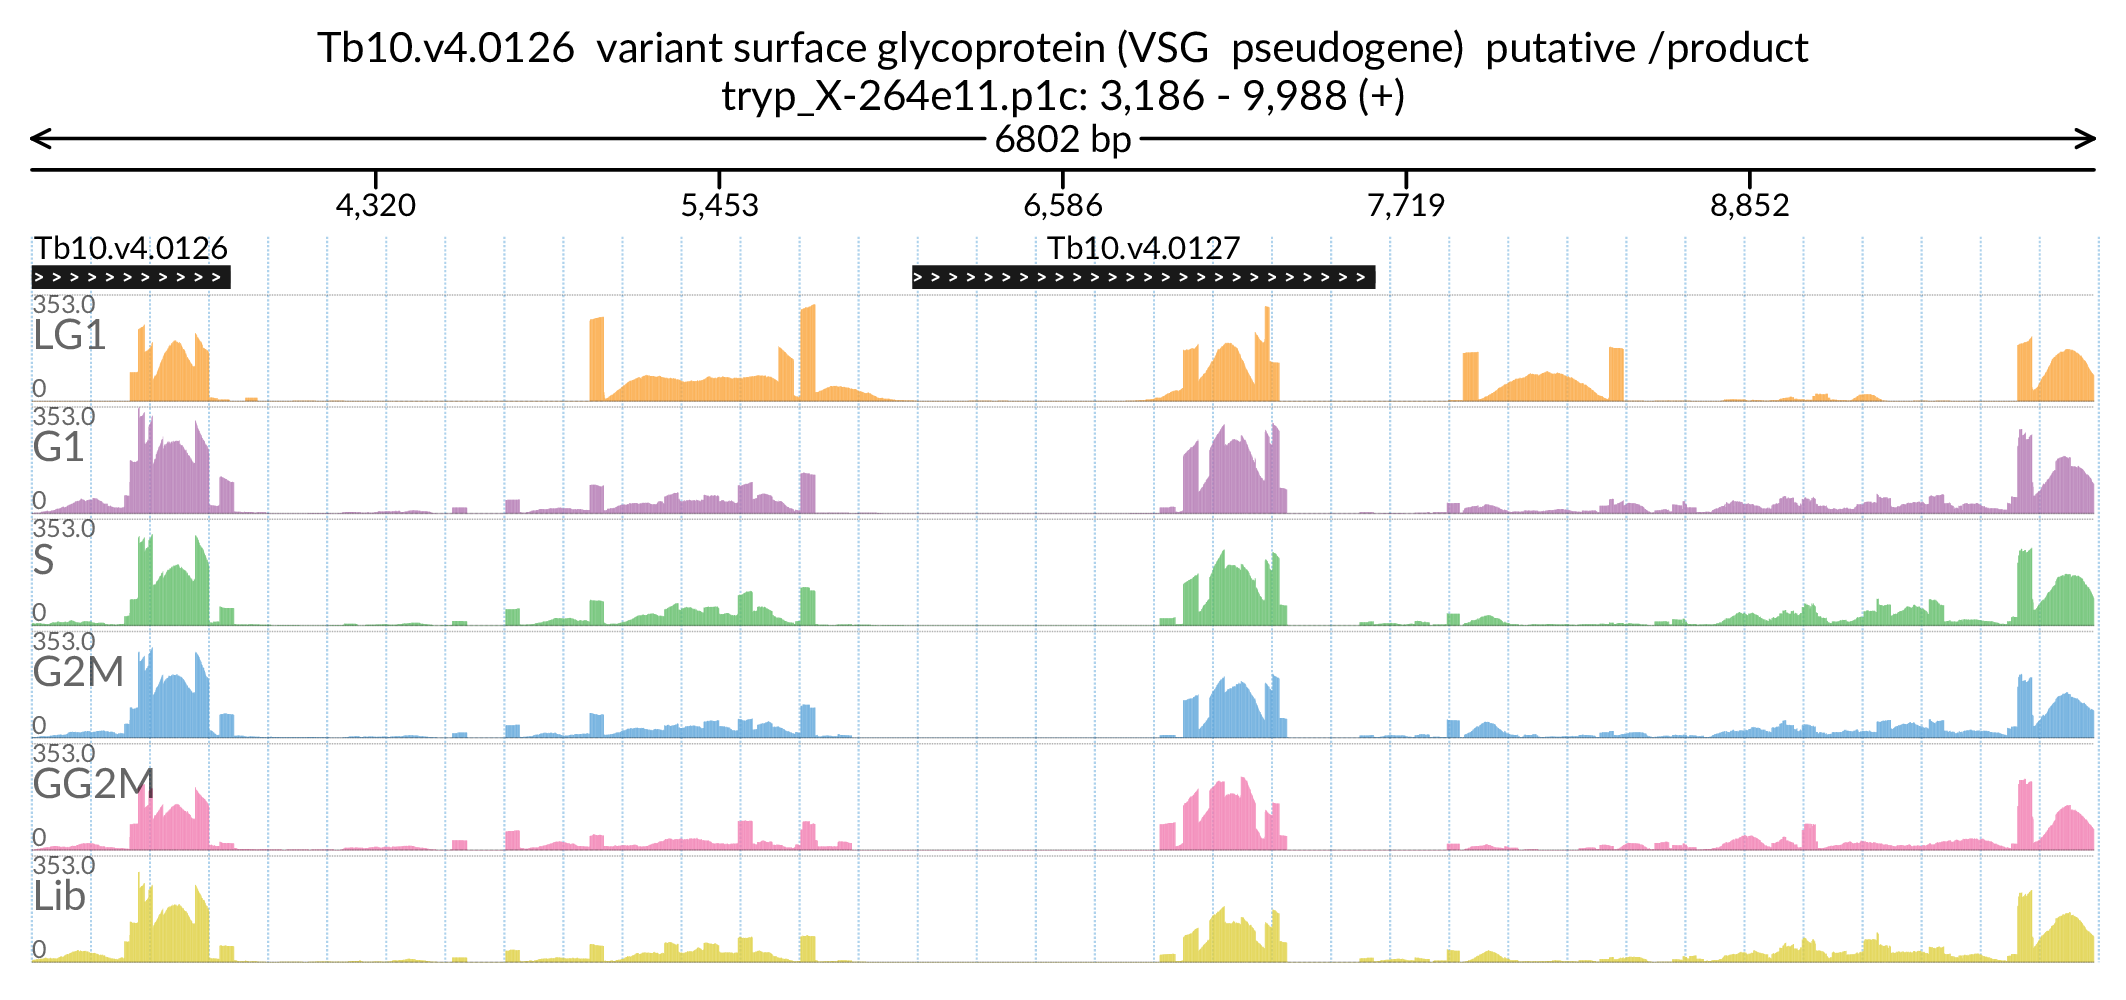 Tb10.v4.0126  variant surface glycoprotein (VSG  pseudogene)  putative /product
tryp_X-264e11.p1c: 3,186 - 9,988 (+)
6802 bp
4,320 5,453 6,586 7,719 8,852
Tb10.v4.0126 Tb10.v4.0127
353.0
LG1
0
353.0
G1
0
353.0
S
0
353.0
G2M
0
353.0
GG2M
0
353.0
Lib
0